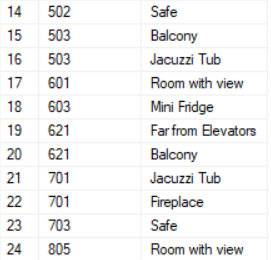 14 502 Safe
15 503 Balcony
16 503 Jacuzzi Tub
17 601 Room with view
18 603 Mini Fridge
19 621 Far from Elevators
20 621 Balcony
21 701 Jacuzzi Tub
22 701 Fireplace
23 703 Safe
24 805 Room with view